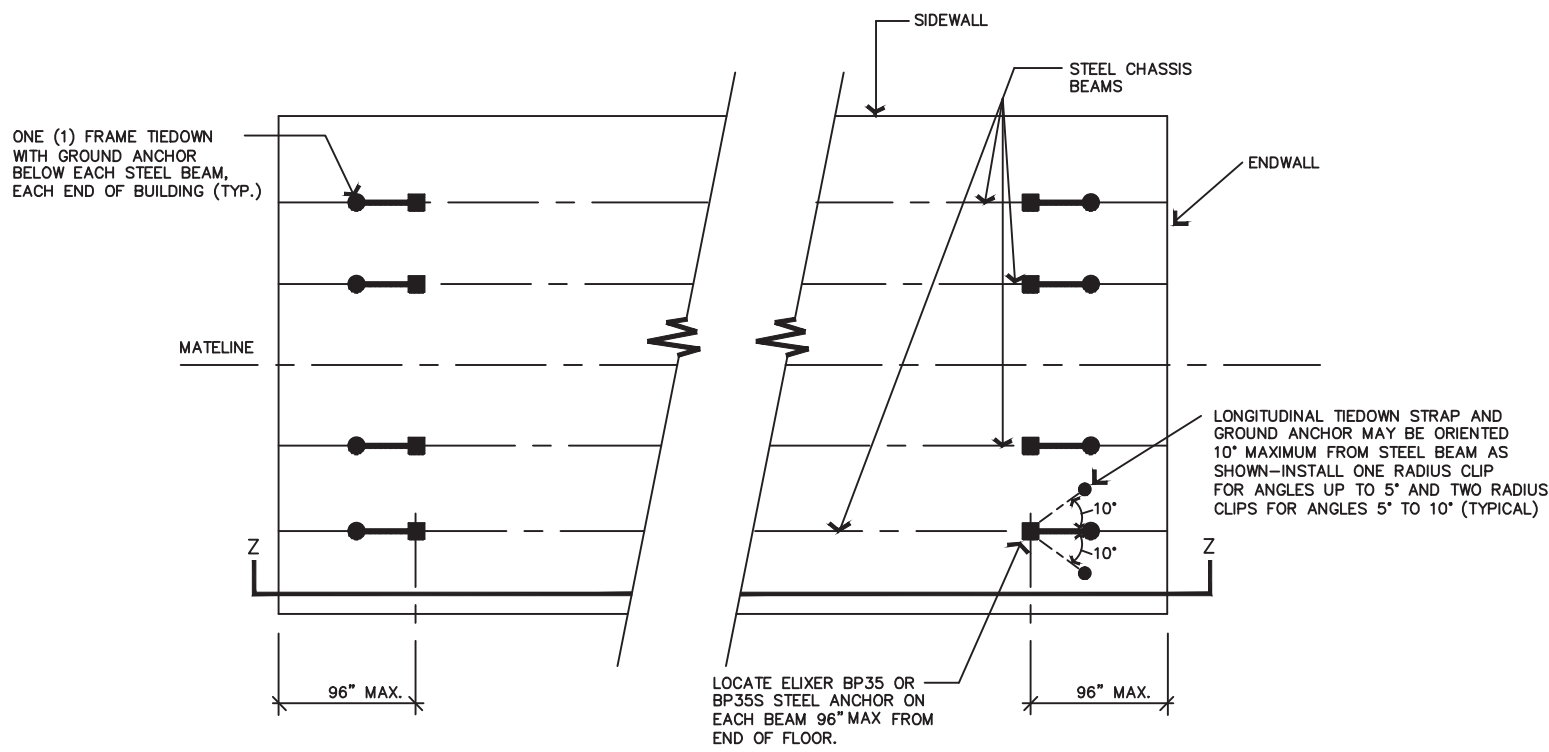 SIDEWALL
STEEL CHASSIS
BEAMS
ONE (1) FRAME TIEDOWN
WITH GROUND ANCHOR
BELOW EACH STEEL BEAM,
EACH END OF BUILDING (TYP.)
ENDWALL
MATELINE
LONGITUDINAL TIEDOWN STRAP AND
GROUND ANCHOR MAY BE ORIENTED
10° MAXIMUM FROM STEEL BEAM AS
SHOWN-INSTALL ONE RADIUS CLIP
FOR ANGLES UP TO 5° AND TWO RADIUS
CLIPS FOR ANGLES 5° TO 10° (TYPICAL)
10°
10°
Z
Z
LOCATE ELIXER BP35 OR
BP35S STEEL ANCHOR ON
EACH BEAM 96" MAX FROM
END OF FLOOR.
96" MAX.
96" MAX.